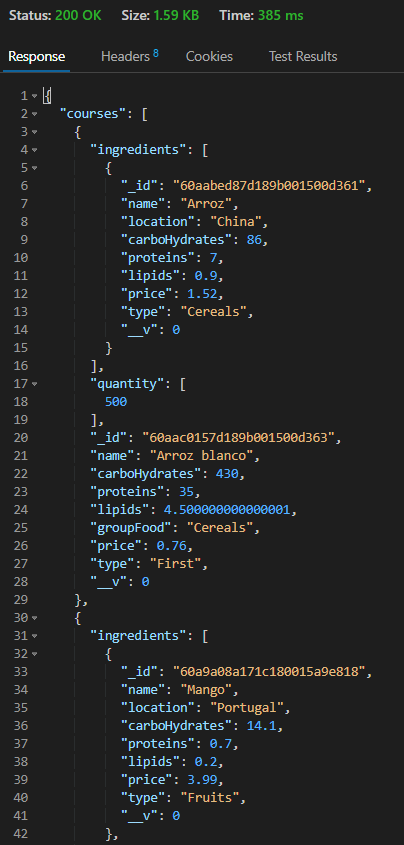 Status: 200 OK Size: 1.59 KB Time: 385 ms
Response Headers 8 Cookies Test Results
1 {
2 "courses": [
3 {
4 "ingredients": [
5 {
6 "_id": "60aabed87d189b001500d361",
7 "name": "Arroz",
8 "location": "China",
9 "carboHydrates": 86,
10 "proteins": 7,
11 "lipids": 0.9,
12 "price": 1.52,
13 "type": "Cereals",
14 "__v": 0
15 }
16 ],
17 "quantity": [
18 500
19 ],
20 "_id": "60aac0157d189b001500d363",
21 "name": "Arroz blanco",
22 "carboHydrates": 430,
23 "proteins": 35,
24 "lipids": 4.500000000000001,
25 "groupFood": "Cereals",
26 "price": 0.76,
27 "type": "First",
28 "__v": 0
29 },
30 {
31 "ingredients": [
32 {
33 "_id": "60a9a08a171c180015a9e818",
34 "name": "Mango",
35 "location": "Portugal",
36 "carboHydrates": 14.1,
37 "proteins": 0.7,
38 "lipids": 0.2,
39 "price": 3.99,
40 "type": "Fruits",
41 "__v": 0
42 },